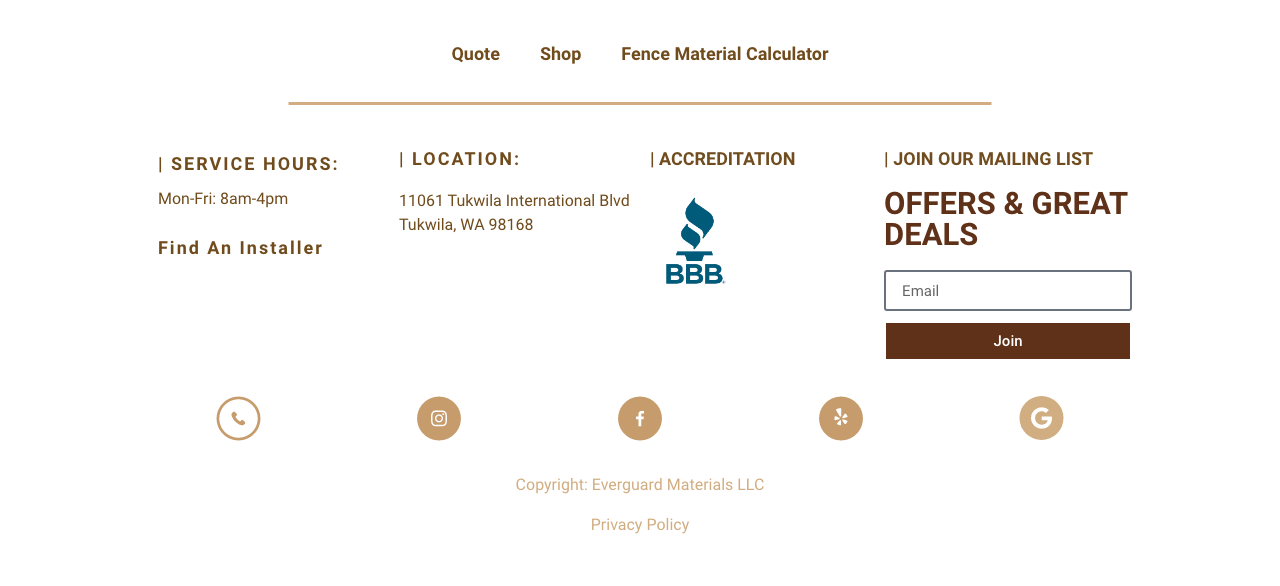 Quote Shop Fence Material Calculator
| SERVICE HOURS:
Mon-Fri: 8am-4pm
Find An Installer
| LOCATION:
11061 Tukwila International Blvd
Tukwila, WA 98168
| ACCREDITATION
BBB
| JOIN OUR MAILING LIST
OFFERS & GREAT
DEALS
Email
Join
Copyright: Everguard Materials LLC
Privacy Policy